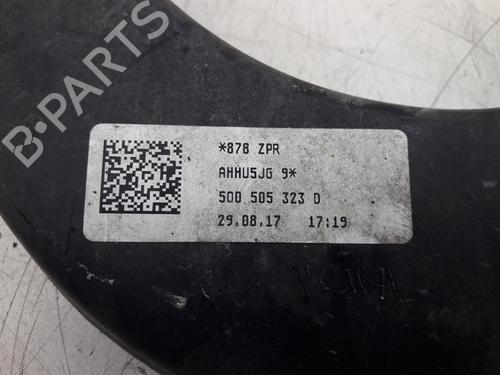 B-PARTS
*878 ZPR
AHHU5JG 9*
5Q0 505 323 D
29.08.17 17:19